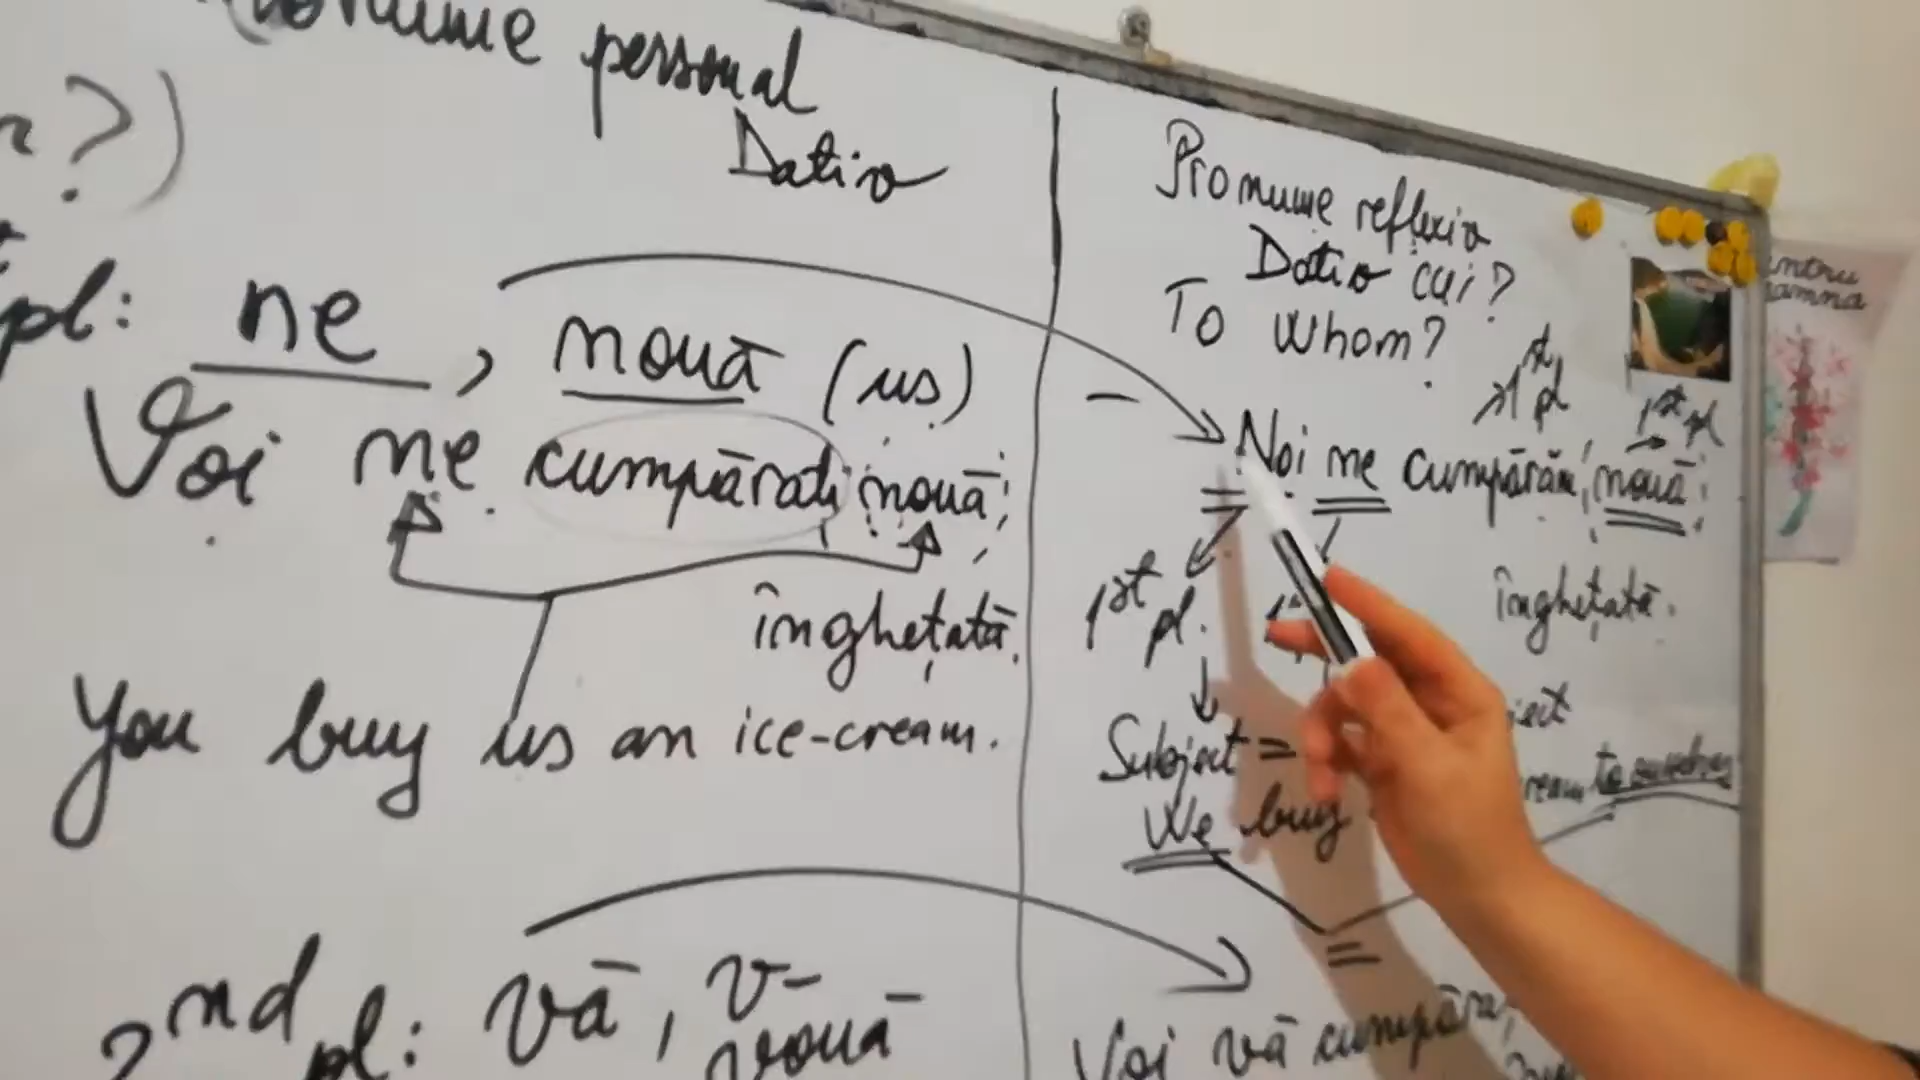 personal
Dativ
?)
pl: ne, nouă (us)
Voi ne cumpărați nouă;
înghețată.
You buy us an ice-cream.
2nd pl: vă, v-
vouă
Pronume reflexiv
Dativ cui?
To Whom?
1st pl
1st pl
- Noi ne cumpărăm nouă
înghețată.
1st pl.
Subject =
We buy
Voi vă